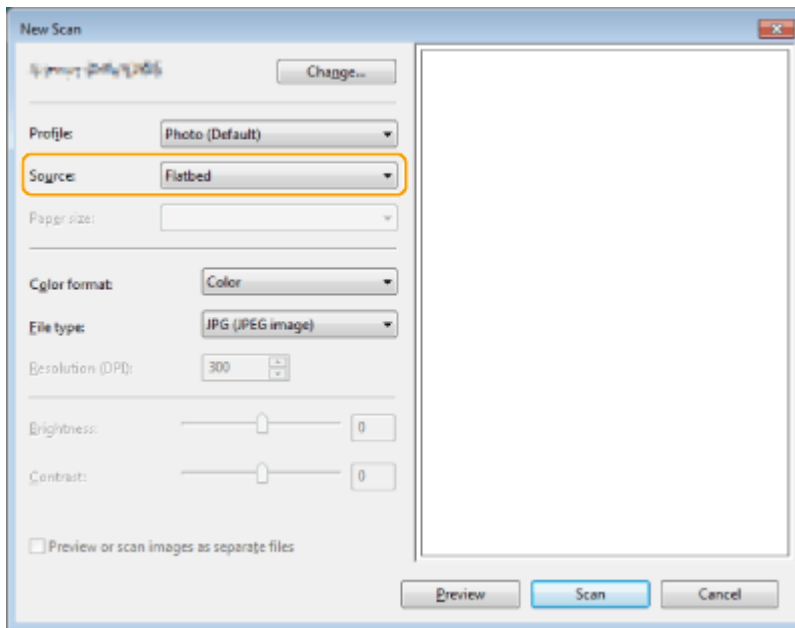 New Scan
Change...
Profile: Photo (Default)
Source: Flatbed
Paper size:
Color format: Color
File type: JPG (JPEG image)
Resolution (DPI): 300
Brightness: 0
Contrast: 0
Preview or scan images as separate files
Preview Scan Cancel